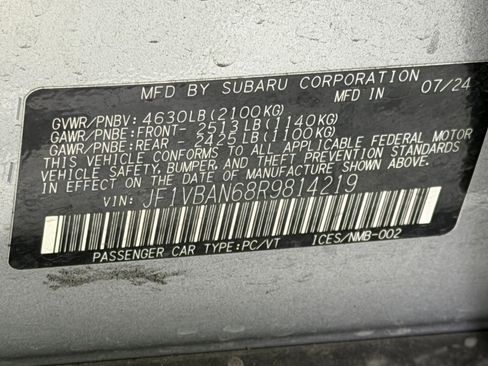 MFD BY SUBARU CORPORATION
MFD IN 07/24
GVWR/PNBV: 4630LB(2100KG)
GAWR/PNBE:FRONT- 2513LB(1140KG)
GAWR/PNBE:REAR - 2425LB(1100KG)
THIS VEHICLE CONFORMS TO ALL APPLICABLE FEDERAL MOTOR
VEHICLE SAFETY, BUMPER, AND THEFT PREVENTION STANDARDS
IN EFFECT ON THE DATE OF MANUFACTURE SHOWN ABOVE.
VIN: JF1VBAN68R9814219
PASSENGER CAR TYPE:PC/VT ICES/NMB-002